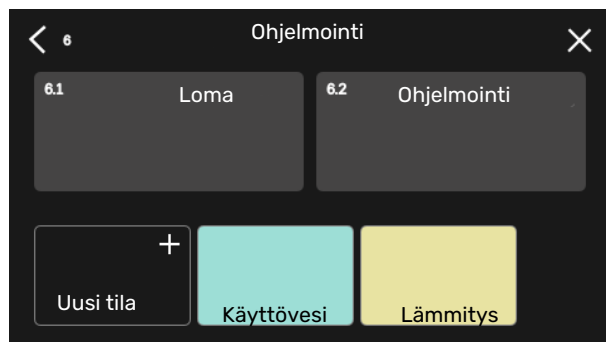 6 Ohjelmointi
6.1 Loma
6.2 Ohjelmointi
Uusi tila
Käyttövesi
Lämmitys